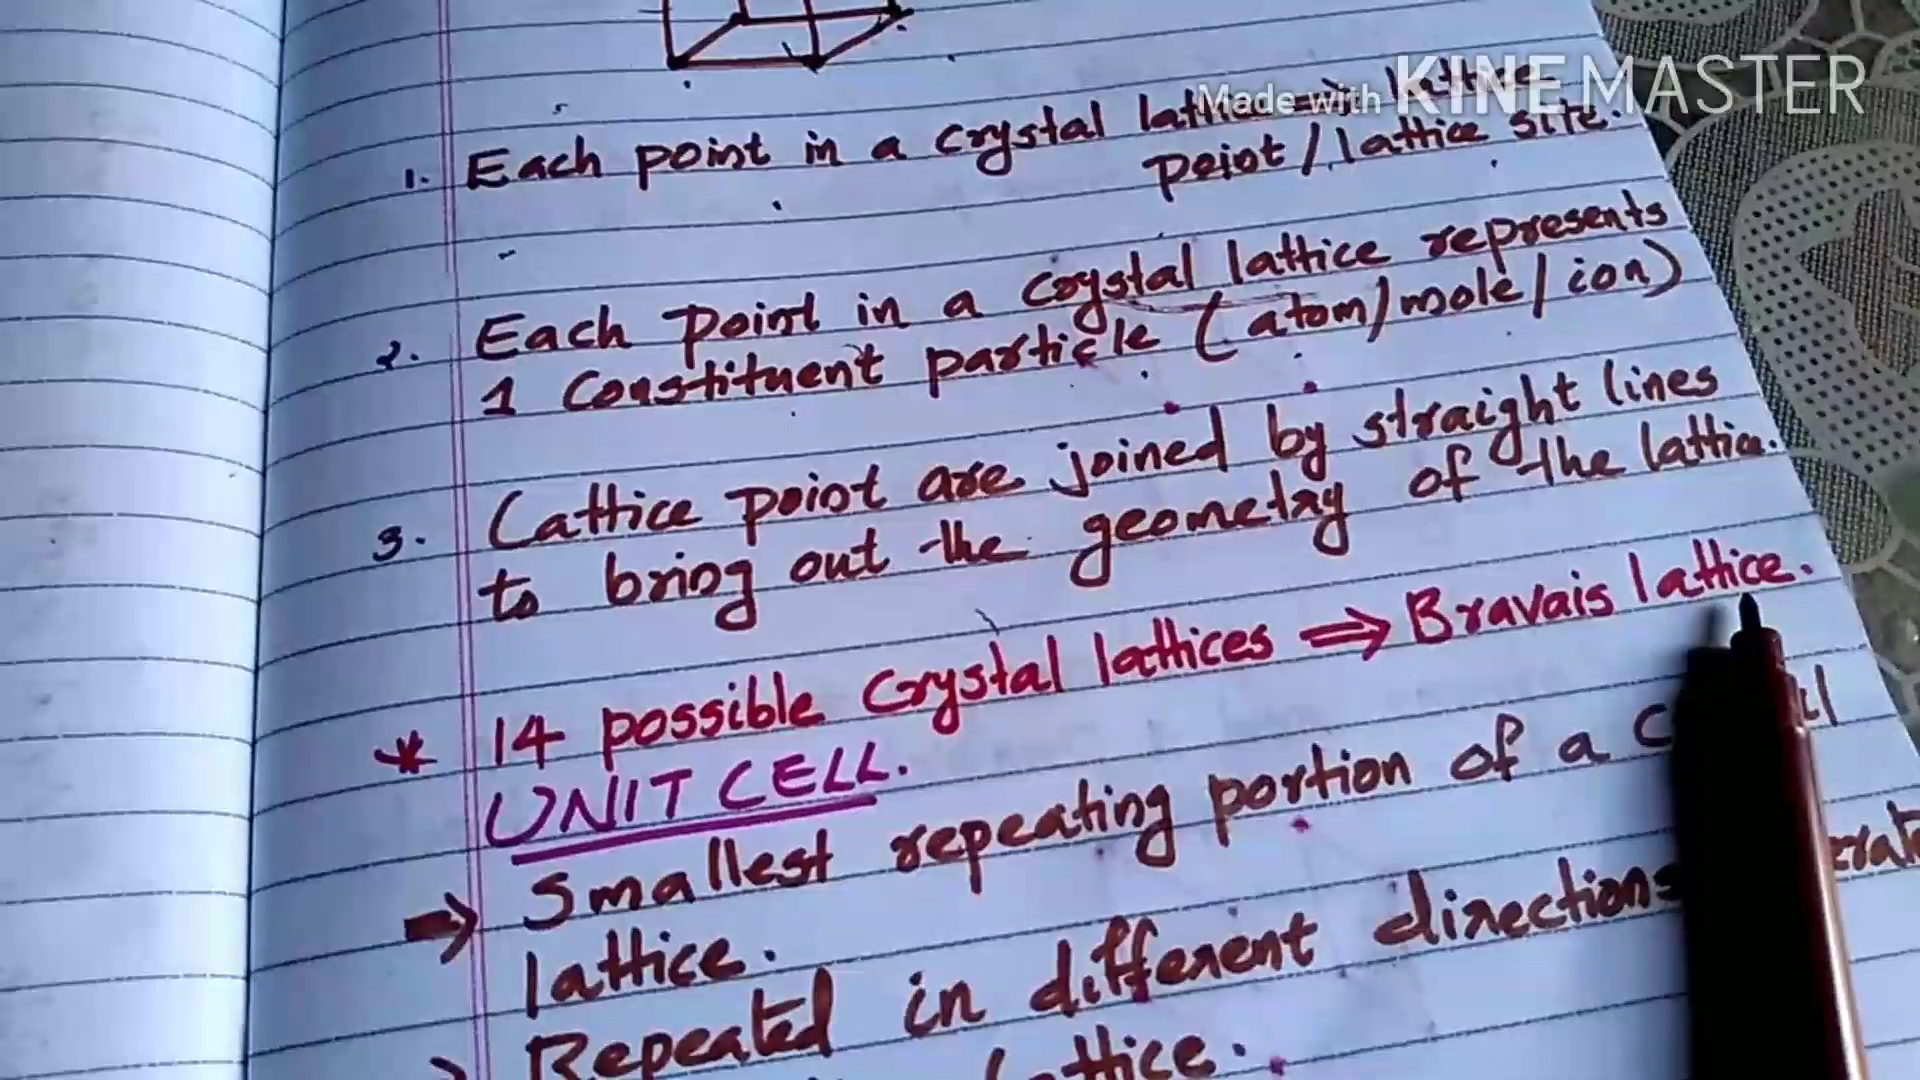 Made with KINEMASTER
1. Each point in a crystal lattice lattice
point / lattice site.
2. Each point in a crystal lattice represents
1 Constituent particle (atom/mole/ion)
3. Lattice point are joined by straight lines
to bring out the geometry of the lattice.
* 14 possible Crystal lattices ⇒ Bravais lattice.
UNIT CELL.
⇒ Smallest repeating portion of a
lattice.
Repeated in different directions
lattice.